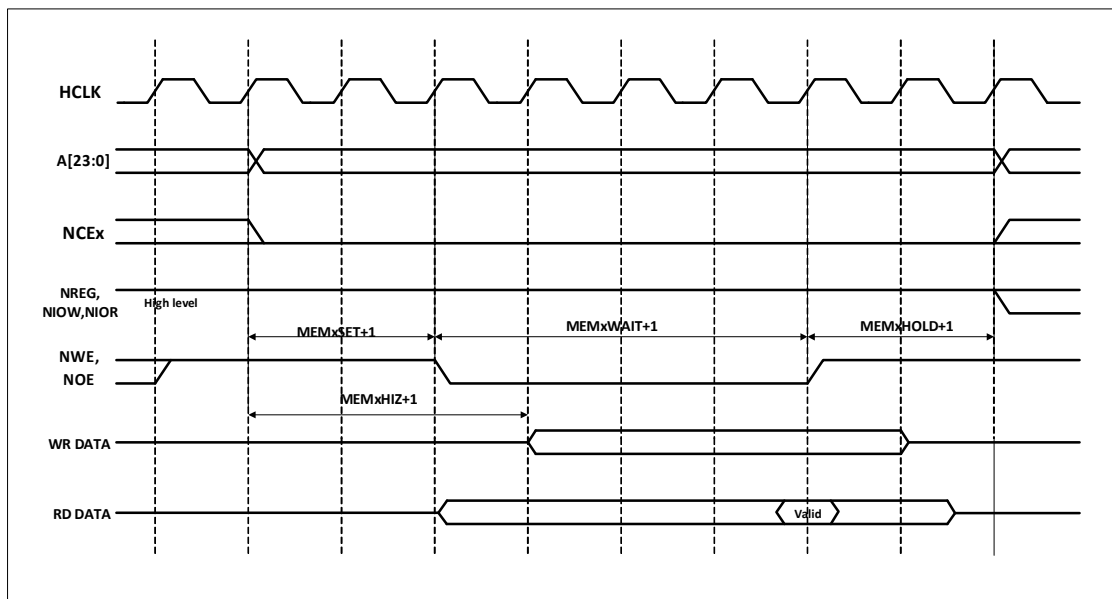 HCLK
A[23:0]
NCEx
NREG,
NIOW,NIOR
High level
MEMxSET+1
MEMxWAIT+1
MEMxHOLD+1
NWE,
NOE
MEMxHIZ+1
WR DATA
RD DATA
Valid